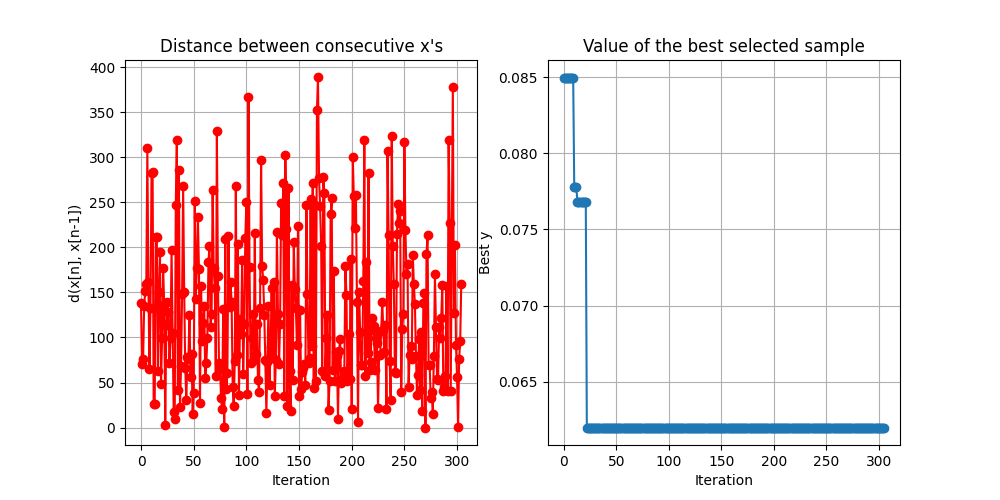 Distance between consecutive x's
d(x[n], x[n-1])
400
350
300
250
200
150
100
50
0
0 50 100 150 200 250 300
Iteration
Value of the best selected sample
Best y
0.085
0.080
0.075
0.070
0.065
0 50 100 150 200 250 300
Iteration